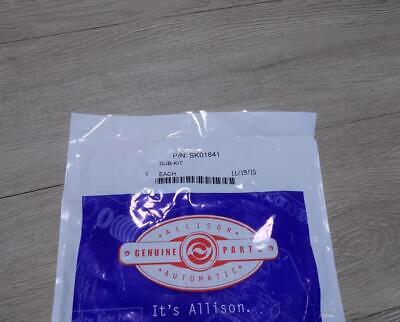 P/N: SK01841
SUB-KIT
1 EACH 11/19/15
ALLISON
GENUINE PARTS
AUTOMATIC
It's Allison.